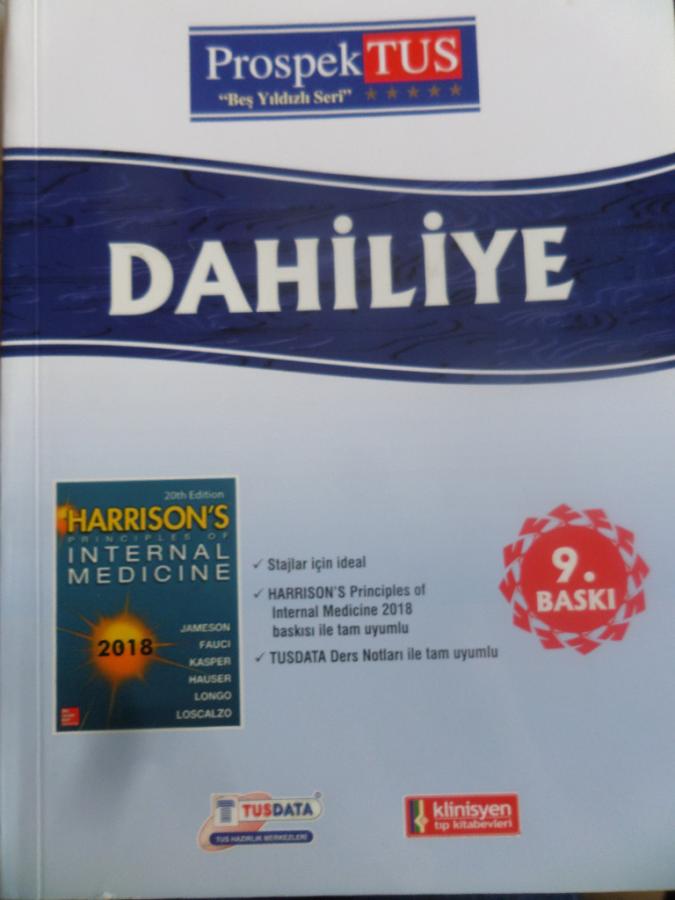 ProspekTUS
"Beş Yıldızlı Seri" ★★★★★
DAHİLİYE
20th Edition
HARRISON'S
PRINCIPLES OF
INTERNAL
MEDICINE
2018
JAMESON
FAUCI
KASPER
HAUSER
LONGO
LOSCALZO
✓ Stajlar için ideal
✓ HARRISON'S Principles of
Internal Medicine 2018
baskısı ile tam uyumlu
✓ TUSDATA Ders Notları ile tam uyumlu
9.
BASKI
T TUSDATA®
TUS HAZIRLIK MERKEZLERİ
klinisyen
tıp kitabevleri